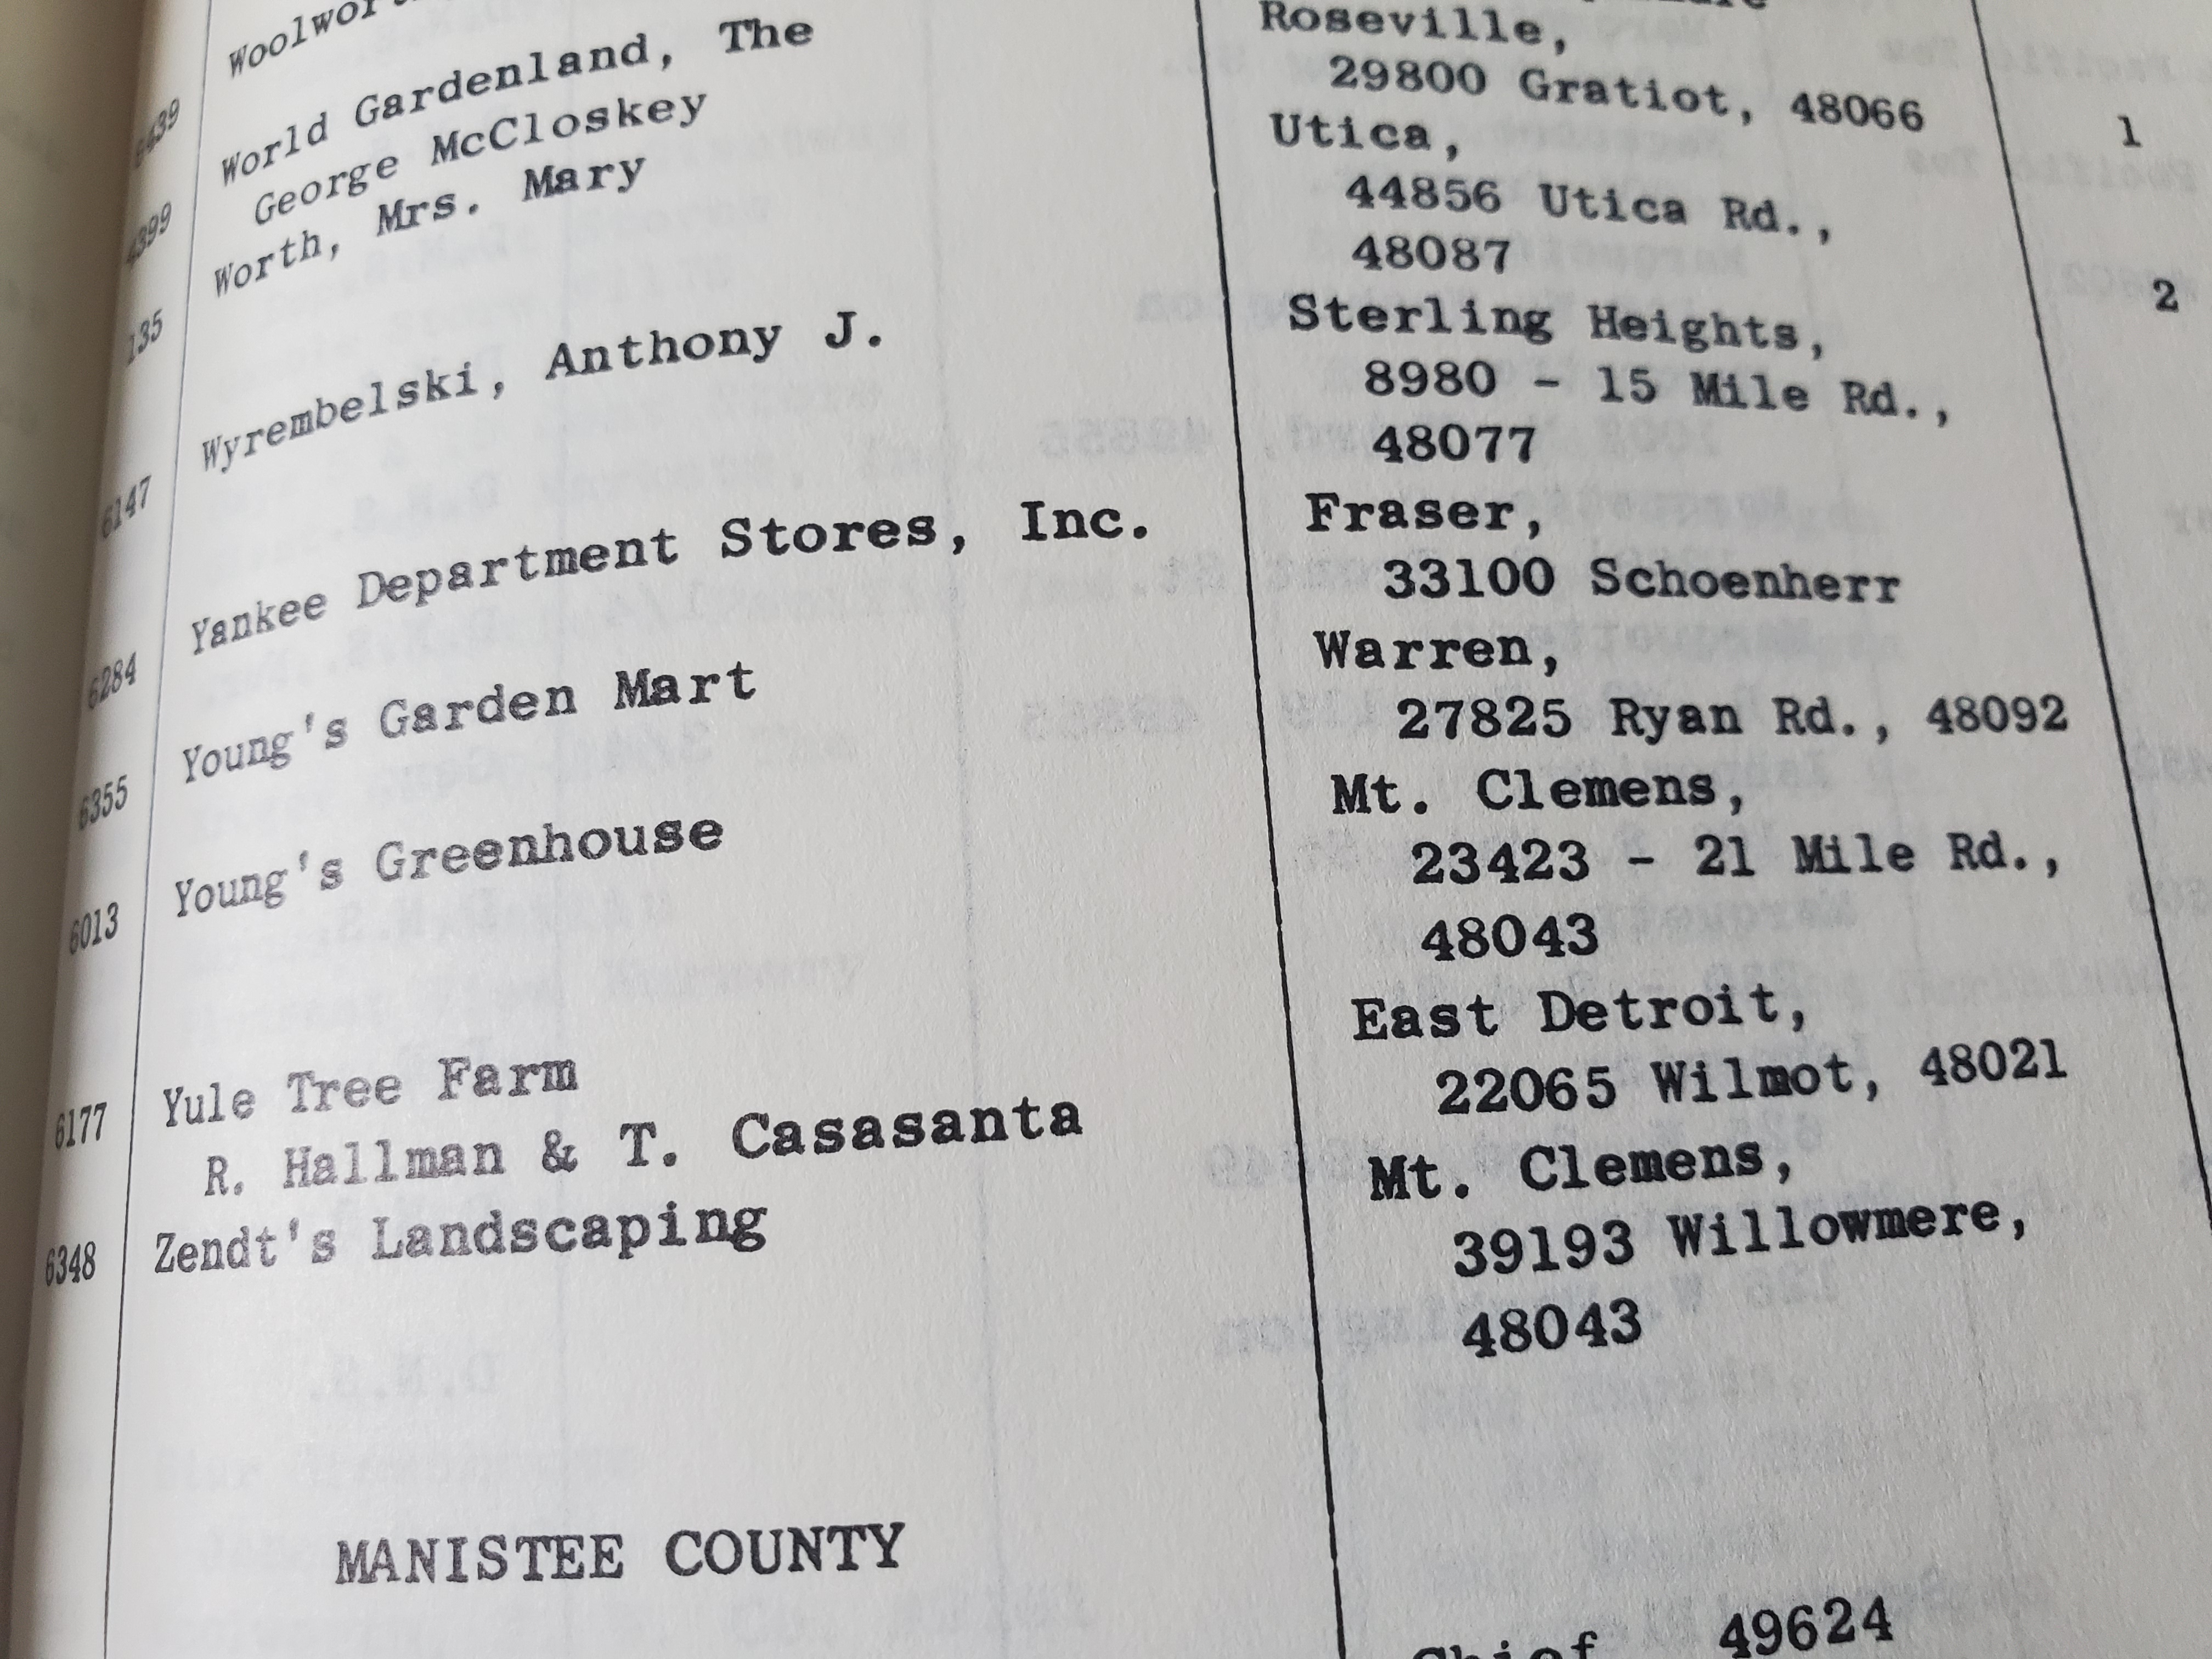 World Gardenland, The Roseville,
George McCloskey 29800 Gratiot, 48066 1
Worth, Mrs. Mary Utica,
44856 Utica Rd.,
48087 2
6147 Wyrembelski, Anthony J. Sterling Heights,
8980 - 15 Mile Rd.,
48077
6284 Yankee Department Stores, Inc. Fraser,
33100 Schoenherr
6355 Young's Garden Mart Warren,
27825 Ryan Rd., 48092
6013 Young's Greenhouse Mt. Clemens,
23423 - 21 Mile Rd.,
48043
6177 Yule Tree Farm East Detroit,
R. Hallman & T. Casasanta 22065 Wilmot, 48021
6348 Zendt's Landscaping Mt. Clemens,
39193 Willowmere,
48043
MANISTEE COUNTY
49624